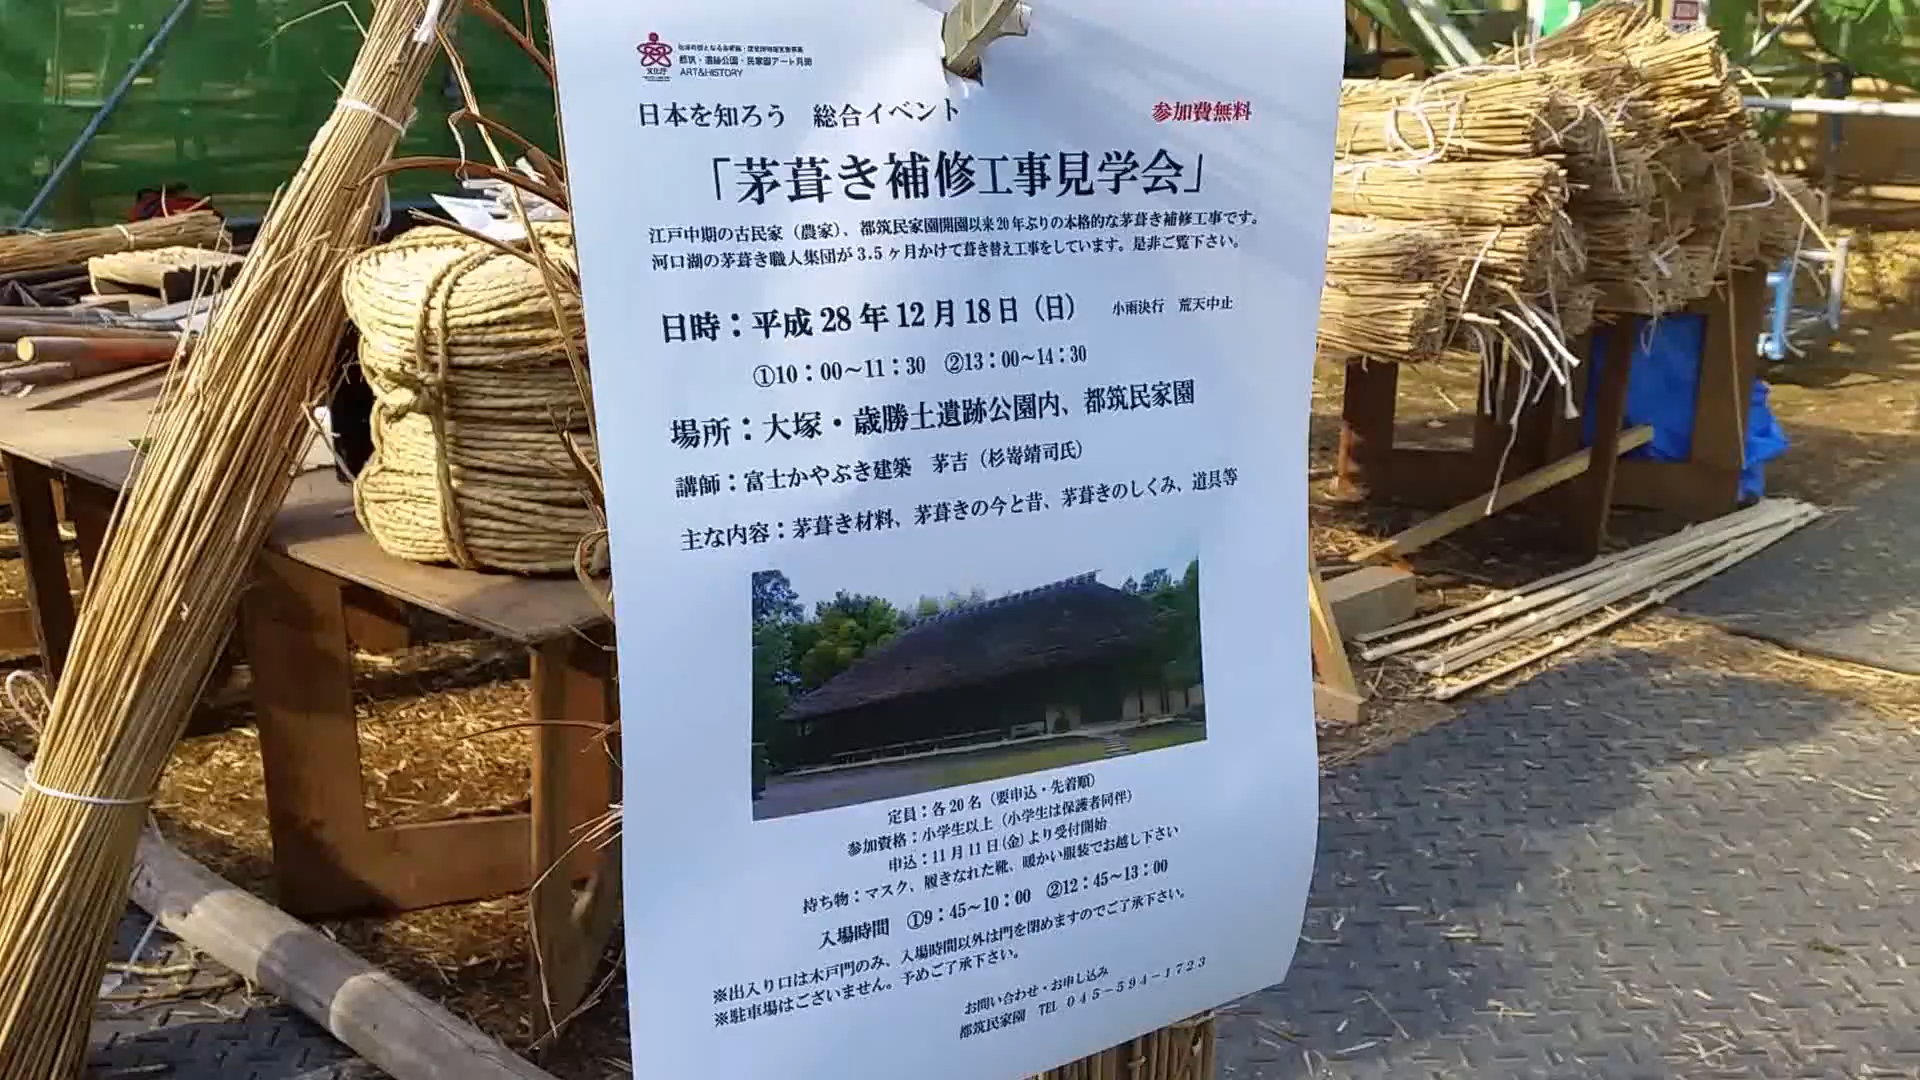 文化庁
都筑・遺跡公園・民家園アート月間
ART&HISTORY
日本を知ろう 総合イベント 参加費無料
「茅葺き補修工事見学会」
江戸中期の古民家（農家）、都筑民家園開園以来20年ぶりの本格的な茅葺き補修工事です。
河口湖の茅葺き職人集団が3.5ヶ月かけて葺き替え工事をしています。是非ご覧下さい。
日時：平成28年12月18日（日） 小雨決行 荒天中止
①10：00～11：30 ②13：00～14：30
場所：大塚・歳勝土遺跡公園内、都筑民家園
講師：富士かやぶき建築 茅吉（杉嵜靖司氏）
主な内容：茅葺き材料、茅葺きの今と昔、茅葺きのしくみ、道具等
定員：各20名（要申込・先着順）
参加資格：小学生以上（小学生は保護者同伴）
申込：11月11日（金）より受付開始
持ち物：マスク、履きなれた靴、暖かい服装でお越し下さい
入場時間 ①9：45～10：00 ②12：45～13：00
※出入り口は木戸門のみ、入場時間以外は門を閉めますのでご了承下さい。
※駐車場はございません。予めご了承下さい。
お問い合わせ・お申し込み
都筑民家園 TEL 045-594-1723